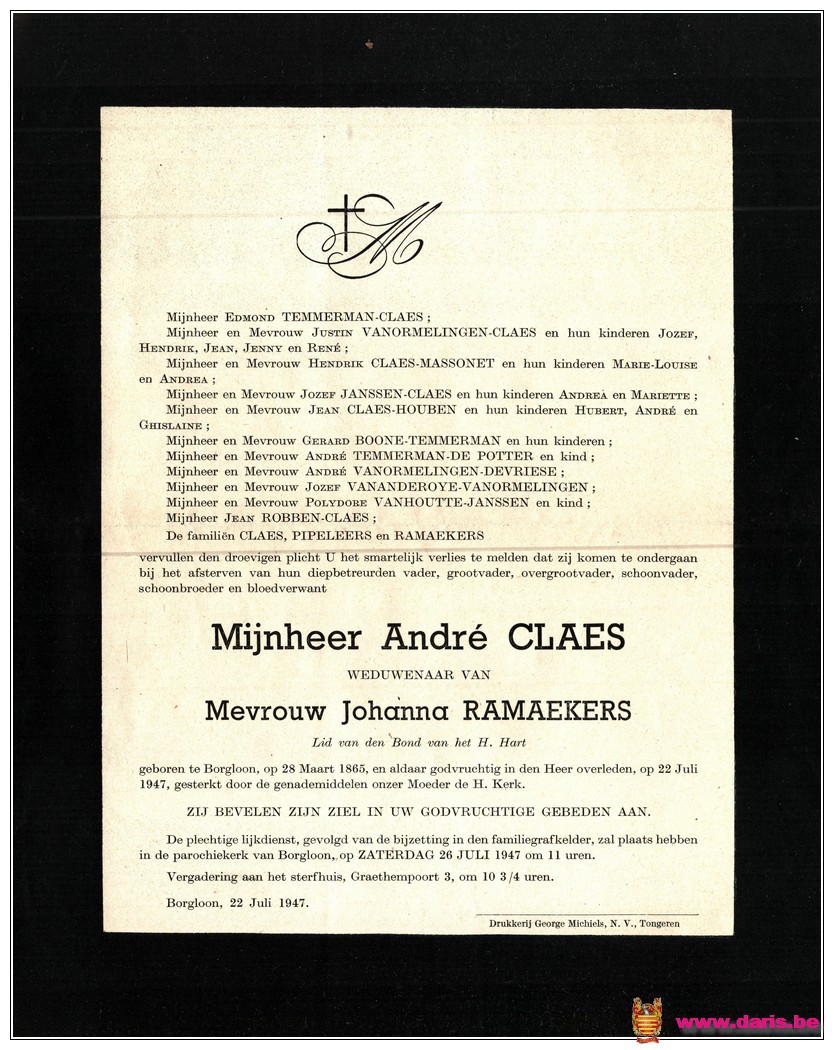 M
Mijnheer EDMOND TEMMERMAN-CLAES ;
Mijnheer en Mevrouw JUSTIN VANORMELINGEN-CLAES en hun kinderen JOZEF,
HENDRIK, JEAN, JENNY en RENÉ ;
Mijnheer en Mevrouw HENDRIK CLAES-MASSONET en hun kinderen MARIE-LOUISE
en ANDREA ;
Mijnheer en Mevrouw JOZEF JANSSEN-CLAES en hun kinderen ANDREA en MARIETTE ;
Mijnheer en Mevrouw JEAN CLAES-HOUBEN en hun kinderen HUBERT, ANDRÉ en
GHISLAINE ;
Mijnheer en Mevrouw GERARD BOONE-TEMMERMAN en hun kinderen ;
Mijnheer en Mevrouw ANDRÉ TEMMERMAN-DE POTTER en kind ;
Mijnheer en Mevrouw ANDRÉ VANORMELINGEN-DEVRIESE ;
Mijnheer en Mevrouw JOZEF VANANDEROYE-VANORMELINGEN ;
Mijnheer en Mevrouw POLYDORE VANHOUTTE-JANSSEN en kind ;
Mijnheer JEAN ROBBEN-CLAES ;
De familiën CLAES, PIPELEERS en RAMAEKERS
vervullen den droevigen plicht U het smartelijk verlies te melden dat zij komen te ondergaan
bij het afsterven van hun diepbetreurden vader, grootvader, overgrootvader, schoonvader,
schoonbroeder en bloedverwant
Mijnheer André CLAES
WEDUWENAAR VAN
Mevrouw Johanna RAMAEKERS
Lid van den Bond van het H. Hart
geboren te Borgloon, op 28 Maart 1865, en aldaar godvruchtig in den Heer overleden, op 22 Juli
1947, gesterkt door de genademiddelen onzer Moeder de H. Kerk.
ZIJ BEVELEN ZIJN ZIEL IN UW GODVRUCHTIGE GEBEDEN AAN.
De plechtige lijkdienst, gevolgd van de bijzetting in den familiegrafkelder, zal plaats hebben
in de parochiekerk van Borgloon, op ZATERDAG 26 JULI 1947 om 11 uren.
Vergadering aan het sterfhuis, Graethempoort 3, om 10 3/4 uren.
Borgloon, 22 Juli 1947.
Drukkerij George Michiels, N. V., Tongeren
www.daris.be